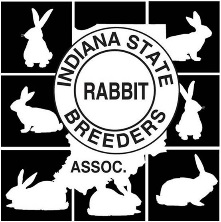 INDIANA STATE
RABBIT
BREEDERS
ASSOC.